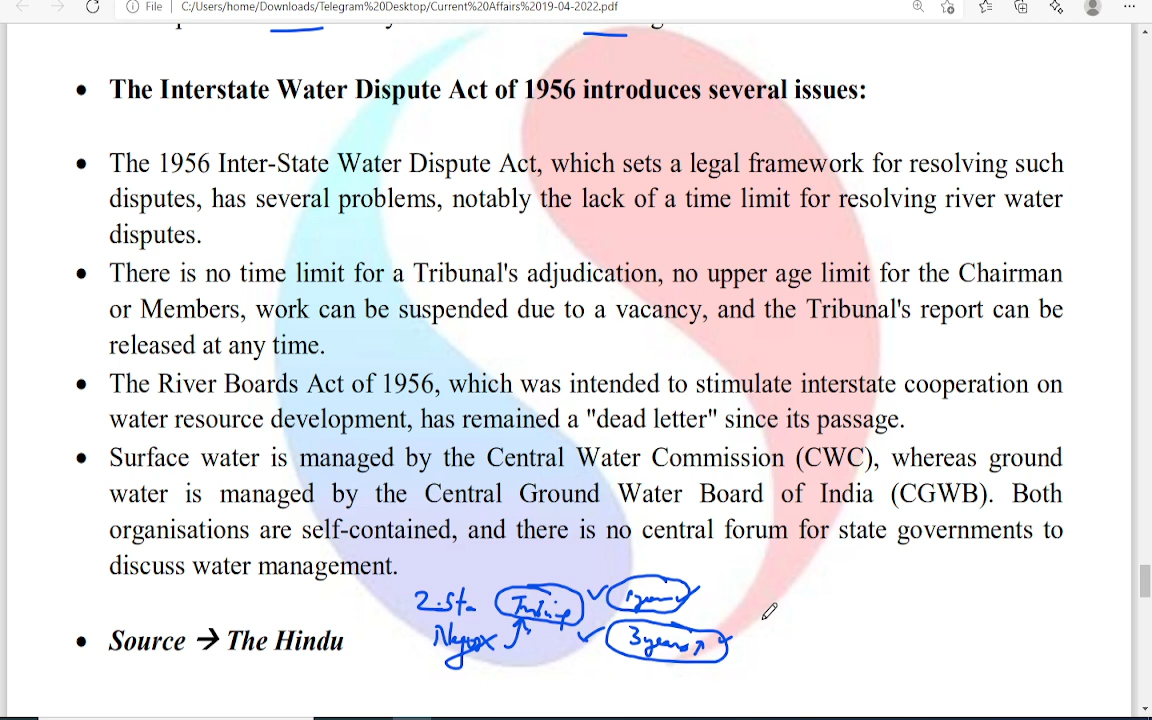 File
C:/Users/home/Downloads/Telegram%20Desktop/Current%20Affairs%2019-04-2022.pdf
• The Interstate Water Dispute Act of 1956 introduces several issues:
• The 1956 Inter-State Water Dispute Act, which sets a legal framework for resolving such
disputes, has several problems, notably the lack of a time limit for resolving river water
disputes.
• There is no time limit for a Tribunal's adjudication, no upper age limit for the Chairman
or Members, work can be suspended due to a vacancy, and the Tribunal's report can be
released at any time.
• The River Boards Act of 1956, which was intended to stimulate interstate cooperation on
water resource development, has remained a "dead letter" since its passage.
• Surface water is managed by the Central Water Commission (CWC), whereas ground
water is managed by the Central Ground Water Board of India (CGWB). Both
organisations are self-contained, and there is no central forum for state governments to
discuss water management.
3 years
• Source → The Hindu